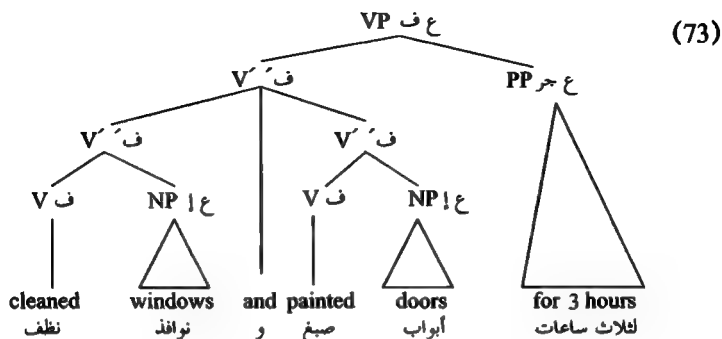 (73)
VP ع ف
V´´ ف´´
PP ع جر
V´´ ف´´ V´´ ف´´
V ف NP ع إ V ف NP ع إ
cleaned windows and painted doors for 3 hours
نظف نوافذ و صبغ أبواب لثلاث ساعات